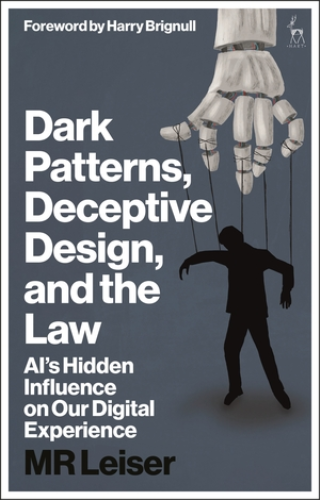 Foreword by Harry Brignull
·HART·
Dark
Patterns,
Deceptive
Design,
and the
Law
AI's Hidden
Influence
on Our Digital
Experience
MR Leiser